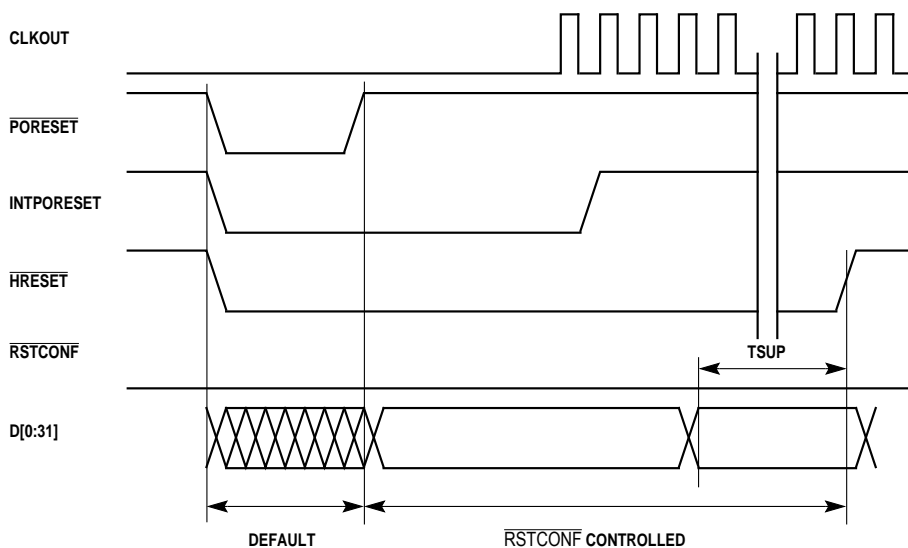 CLKOUT
PORESET
INTPORESET
HRESET
RSTCONF
TSUP
D[0:31]
DEFAULT
RSTCONF CONTROLLED